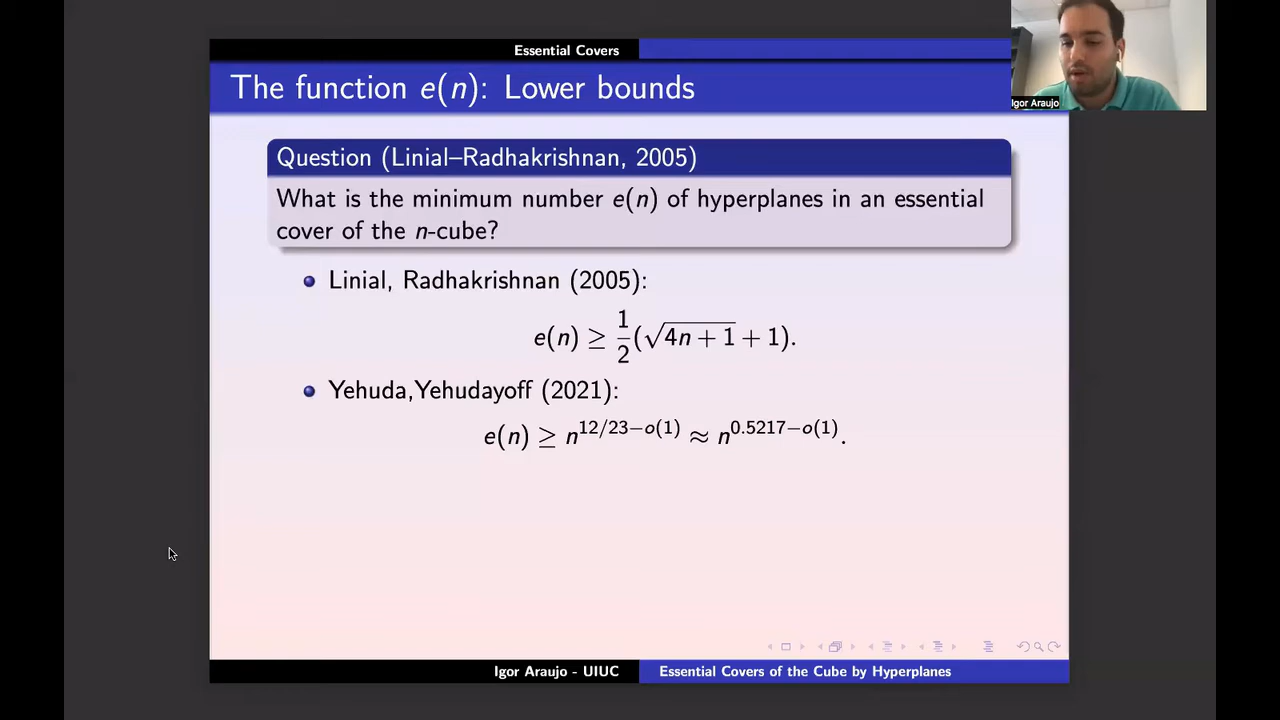 Essential Covers
The function e(n): Lower bounds
Igor Araujo
Question (Linial–Radhakrishnan, 2005)
What is the minimum number e(n) of hyperplanes in an essential
cover of the n-cube?
Linial, Radhakrishnan (2005):
e(n) ≥ 1/2(√4n + 1 + 1).
Yehuda,Yehudayoff (2021):
e(n) ≥ n^12/23−o(1) ≈ n^0.5217−o(1).
Igor Araujo - UIUC
Essential Covers of the Cube by Hyperplanes